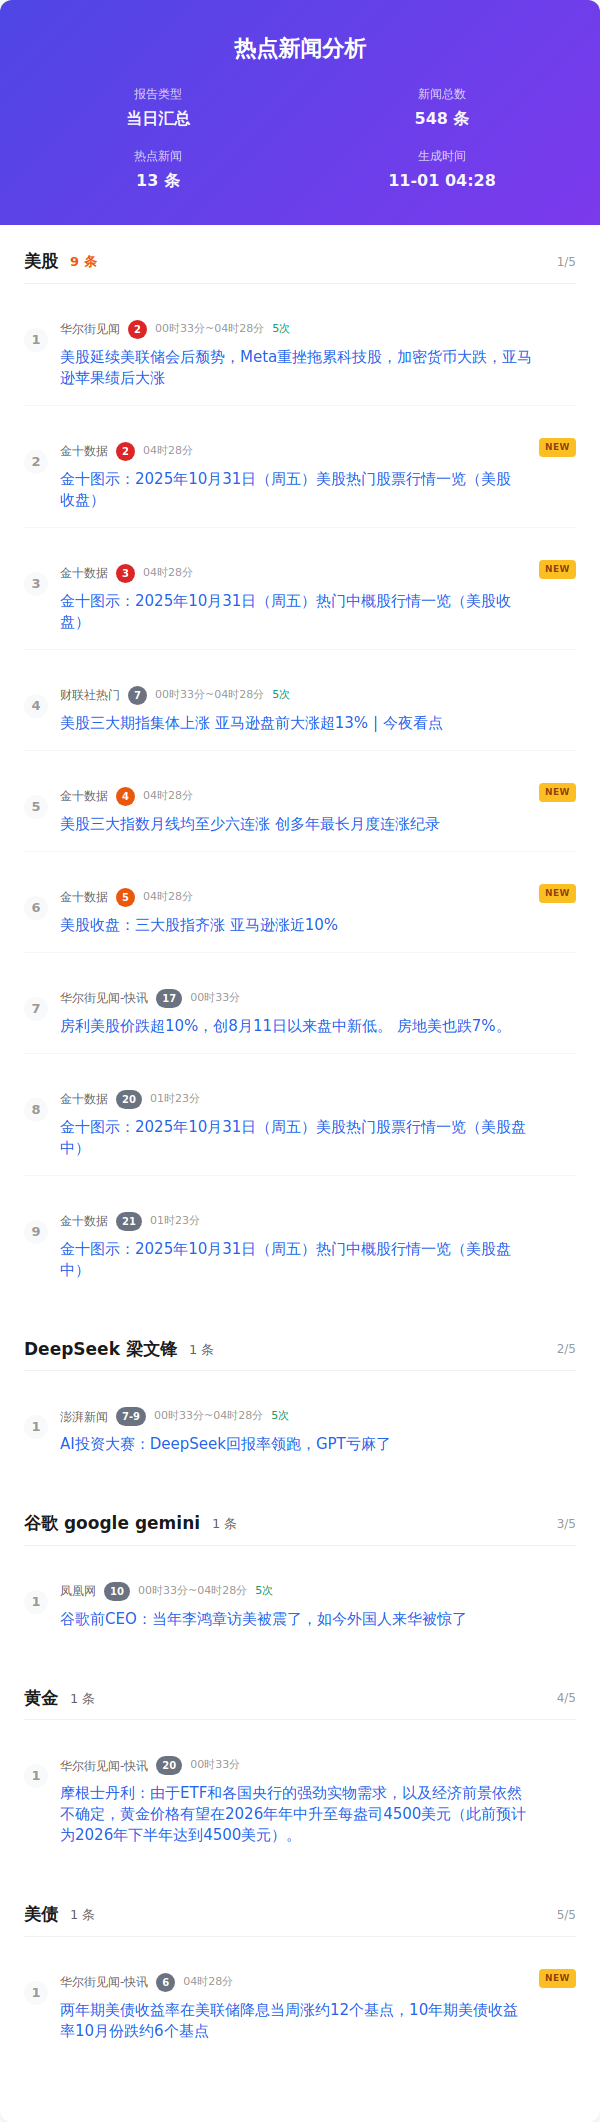 热点新闻分析
报告类型
当日汇总
新闻总数
548 条
热点新闻
13 条
生成时间
11-01 04:28
美股 9 条 1/5
1
华尔街见闻 2 00时33分~04时28分 5次
美股延续美联储会后颓势，Meta重挫拖累科技股，加密货币大跌，亚马
逊苹果绩后大涨
2
金十数据 2 04时28分 NEW
金十图示：2025年10月31日（周五）美股热门股票行情一览（美股
收盘）
3
金十数据 3 04时28分 NEW
金十图示：2025年10月31日（周五）热门中概股行情一览（美股收
盘）
4
财联社热门 7 00时33分~04时28分 5次
美股三大期指集体上涨 亚马逊盘前大涨超13% | 今夜看点
5
金十数据 4 04时28分 NEW
美股三大指数月线均至少六连涨 创多年最长月度连涨纪录
6
金十数据 5 04时28分 NEW
美股收盘：三大股指齐涨 亚马逊涨近10%
7
华尔街见闻-快讯 17 00时33分
房利美股价跌超10%，创8月11日以来盘中新低。 房地美也跌7%。
8
金十数据 20 01时23分
金十图示：2025年10月31日（周五）美股热门股票行情一览（美股盘
中）
9
金十数据 21 01时23分
金十图示：2025年10月31日（周五）热门中概股行情一览（美股盘
中）
DeepSeek 梁文锋 1 条 2/5
1
澎湃新闻 7-9 00时33分~04时28分 5次
AI投资大赛：DeepSeek回报率领跑，GPT亏麻了
谷歌 google gemini 1 条 3/5
1
凤凰网 10 00时33分~04时28分 5次
谷歌前CEO：当年李鸿章访美被震了，如今外国人来华被惊了
黄金 1 条 4/5
1
华尔街见闻-快讯 20 00时33分
摩根士丹利：由于ETF和各国央行的强劲实物需求，以及经济前景依然
不确定，黄金价格有望在2026年年中升至每盎司4500美元（此前预计
为2026年下半年达到4500美元）。
美债 1 条 5/5
1
华尔街见闻-快讯 6 04时28分 NEW
两年期美债收益率在美联储降息当周涨约12个基点，10年期美债收益
率10月份跌约6个基点